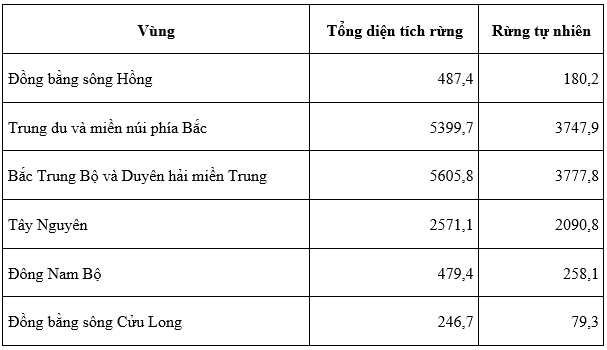 Vùng Tổng diện tích rừng Rừng tự nhiên
Đồng bằng sông Hồng 487,4 180,2
Trung du và miền núi phía Bắc 5399,7 3747,9
Bắc Trung Bộ và Duyên hải miền Trung 5605,8 3777,8
Tây Nguyên 2571,1 2090,8
Đông Nam Bộ 479,4 258,1
Đồng bằng sông Cửu Long 246,7 79,3